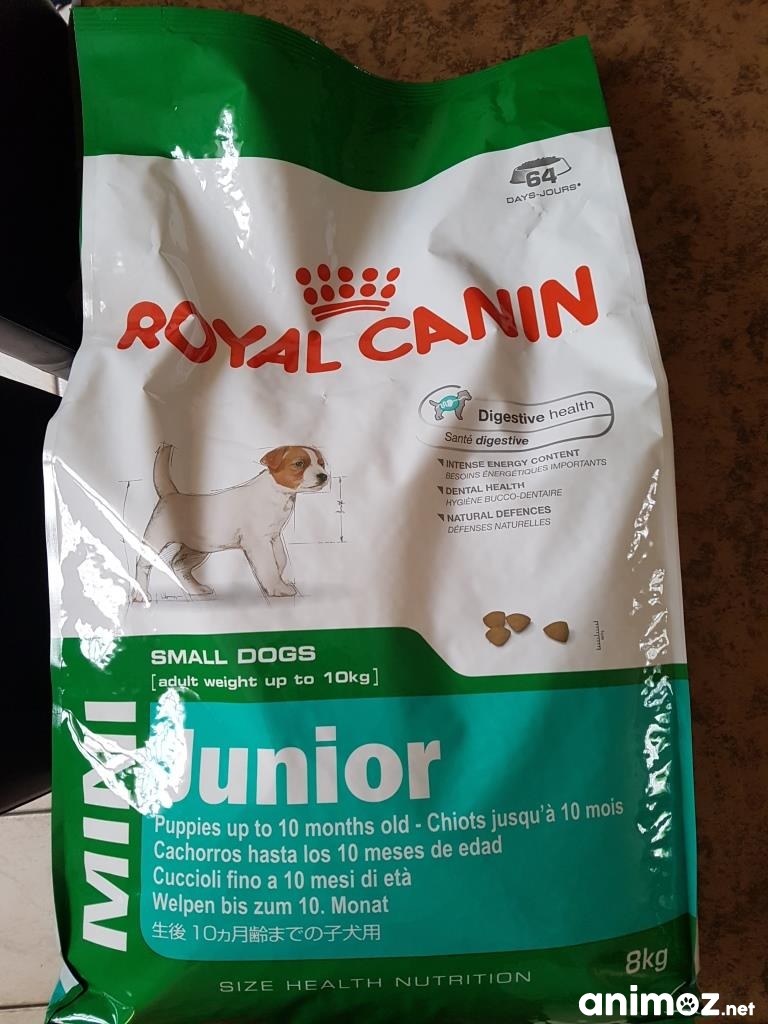 64
DAYS-JOURS*
ROYAL CANIN
Digestive health
Santé digestive
INTENSE ENERGY CONTENT
BESOINS ÉNERGÉTIQUES IMPORTANTS
DENTAL HEALTH
HYGIÈNE BUCCO-DENTAIRE
NATURAL DEFENCES
DÉFENSES NATURELLES
SMALL DOGS
[adult weight up to 10kg]
MINI
Junior
Puppies up to 10 months old - Chiots jusqu'à 10 mois
Cachorros hasta los 10 meses de edad
Cuccioli fino a 10 mesi di età
Welpen bis zum 10. Monat
生後 10ヵ月齢までの子犬用
8kg
SIZE HEALTH NUTRITION
animoz.net